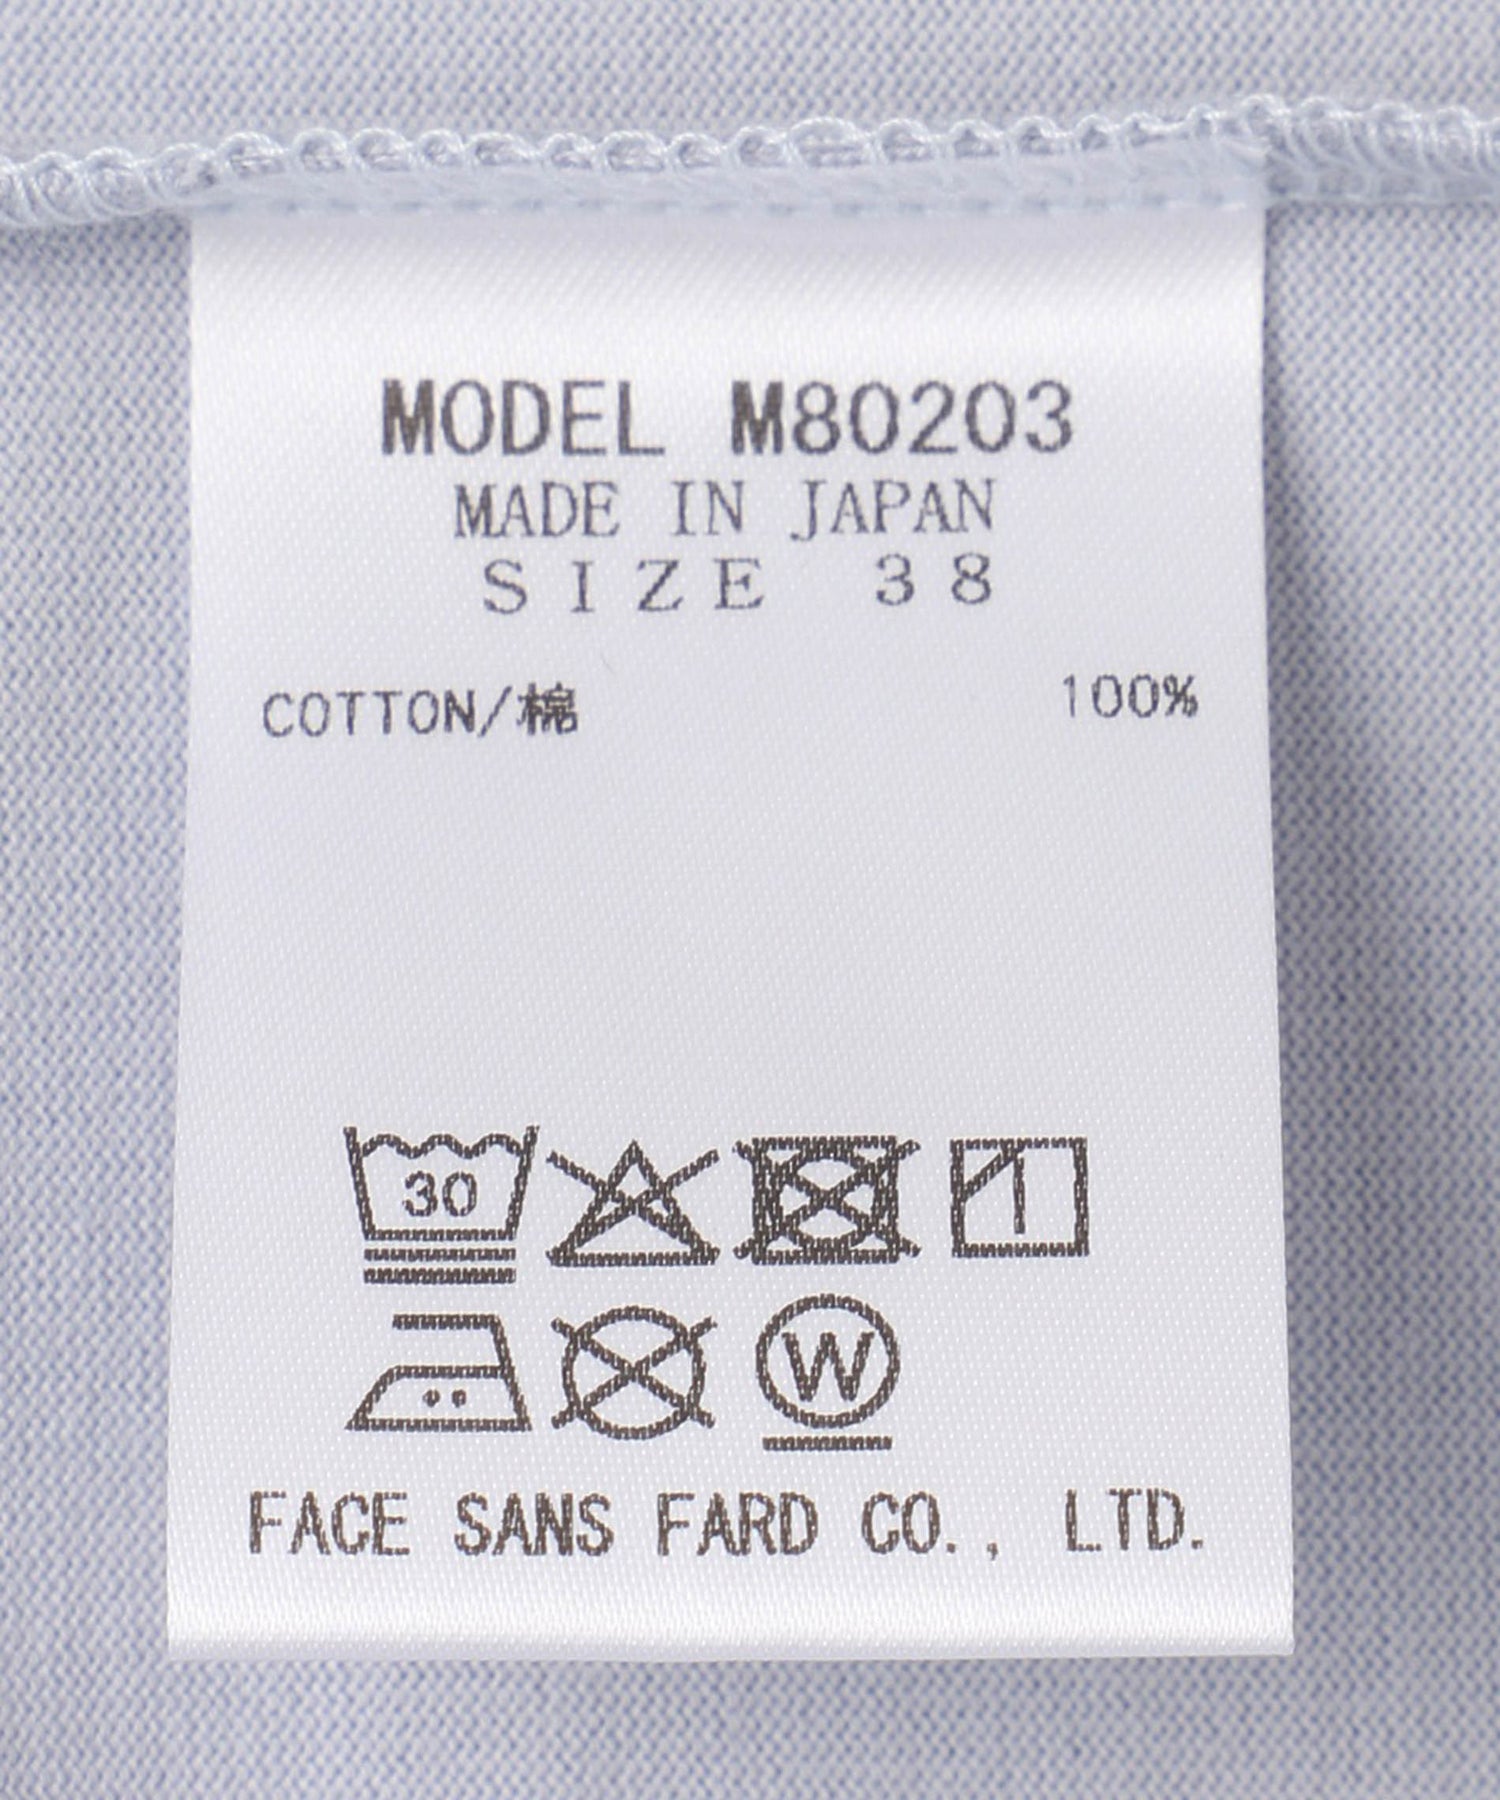 MODEL M80203
MADE IN JAPAN
SIZE 38
COTTON/棉 100%
30
W
FACE SANS FARD CO., LTD.